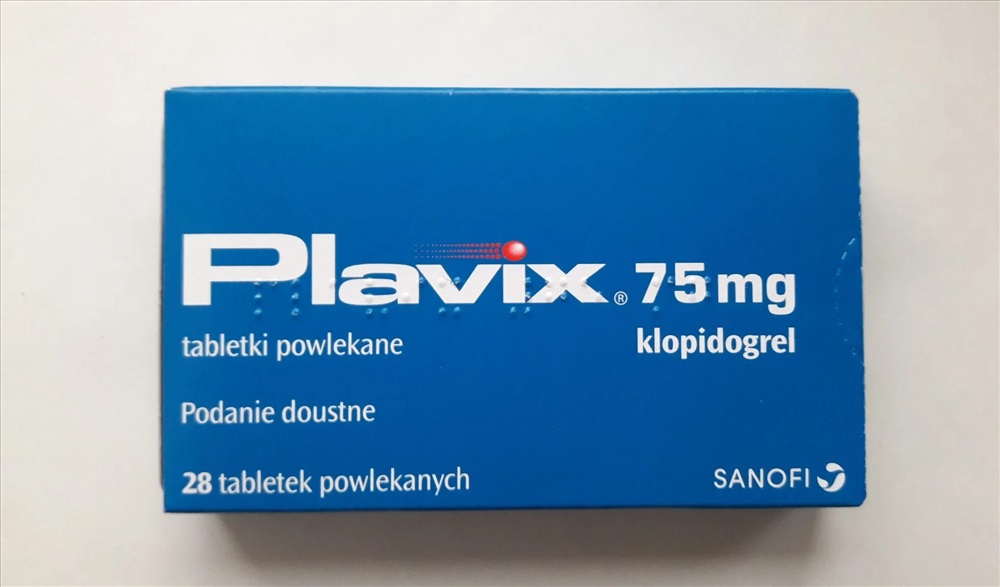 Plavix® 75 mg
tabletki powlekane klopidogrel
Podanie doustne
28 tabletek powlekanych
SANOFI